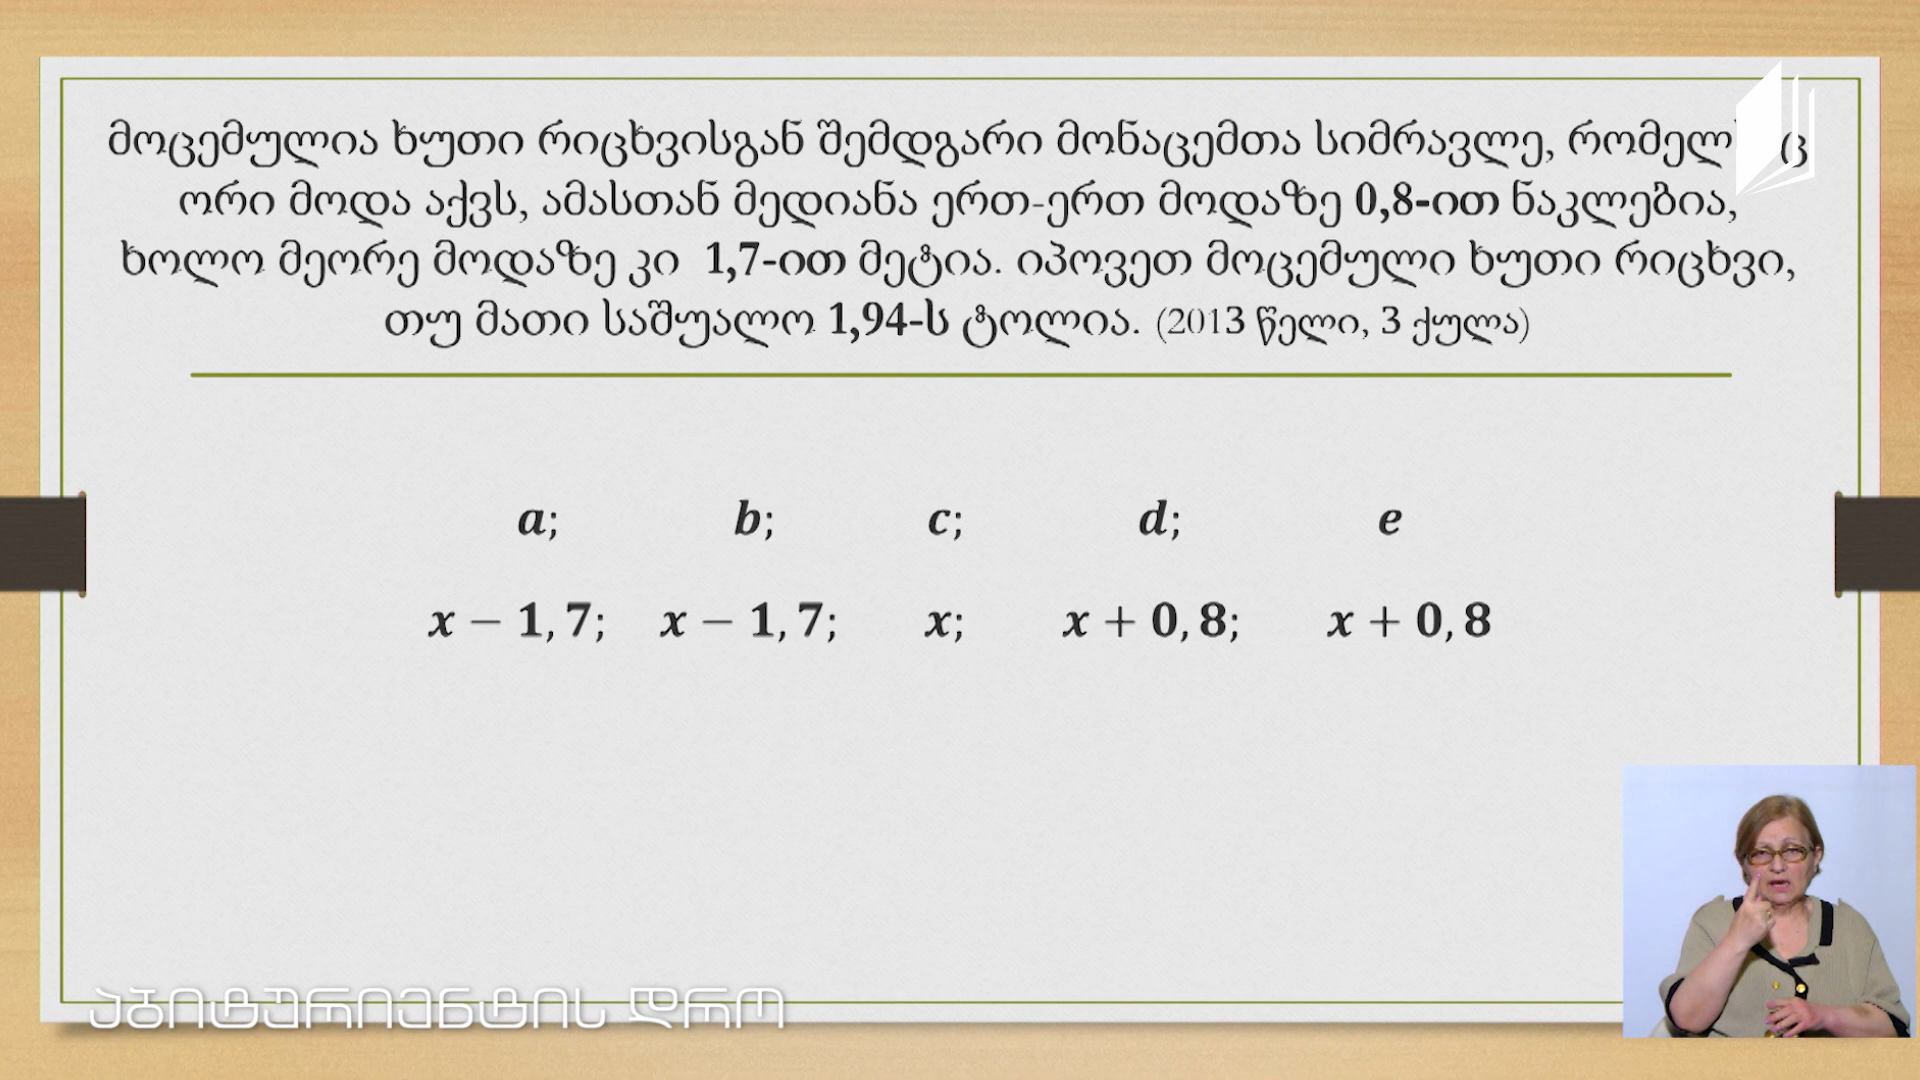 მოცემულია ხუთი რიცხვისგან შემდგარი მონაცემთა სიმრავლე,
ორი მოდა აქვს, ამასთან მედიანა ერთ-ერთ მოდაზე 0,8-ით ნაკლებია,
ხოლო მეორე მოდაზე კი 1,7-ით მეტია. იპოვეთ მოცემული ხუთი რიცხვი,
თუ მათი საშუალო 1,94-ს ტოლია. (2013 წელი, 3 ქულა)
a; b; c; d; e
x − 1,7; x − 1,7; x; x + 0,8; x + 0,8
აბიტურიენტის დრო